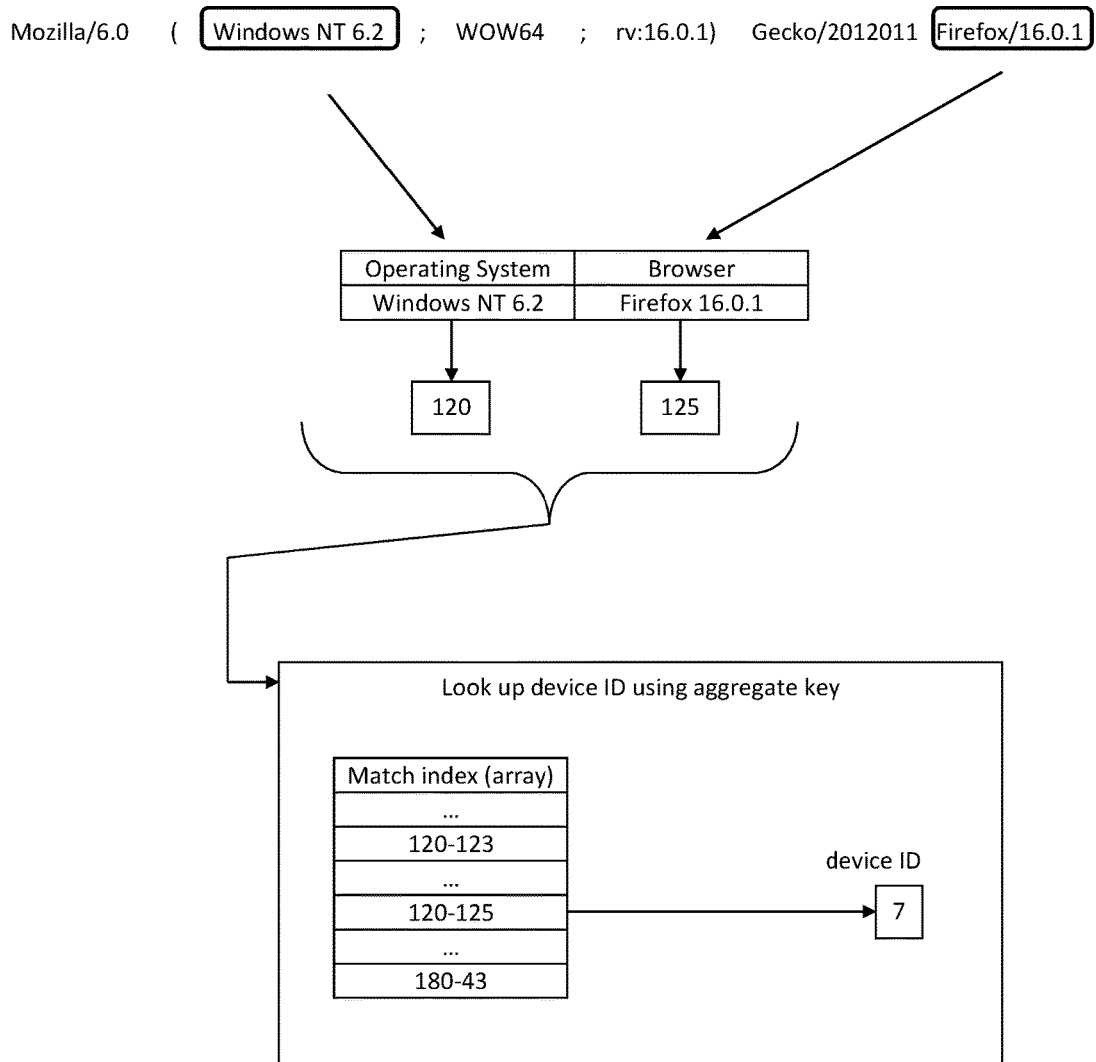 Mozilla/6.0 ( Windows NT 6.2 ; WOW64 ; rv:16.0.1) Gecko/2012011 Firefox/16.0.1
Operating System Browser
Windows NT 6.2 Firefox 16.0.1
120 125
Look up device ID using aggregate key
Match index (array)
...
120-123
...
device ID
120-125 7
...
180-43